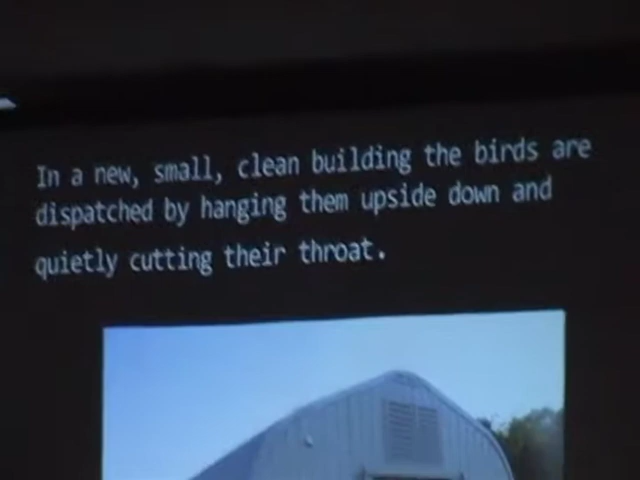 In a new, small, clean building the birds are
dispatched by hanging them upside down and
quietly cutting their throat.